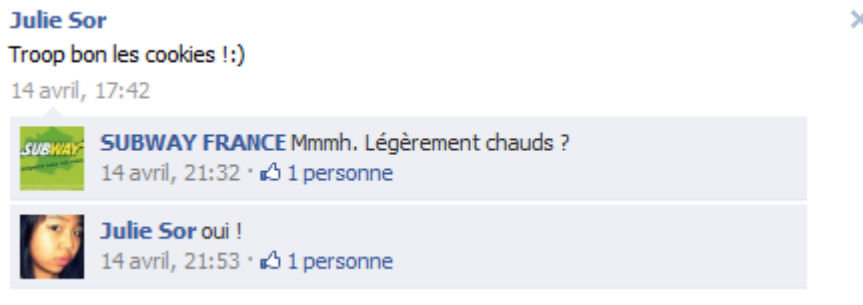 Julie Sor
Troop bon les cookies !:)
14 avril, 17:42
SUBWAY
SUBWAY FRANCE Mmmh. Légèrement chauds ?
14 avril, 21:32 · 1 personne
Julie Sor oui !
14 avril, 21:53 · 1 personne